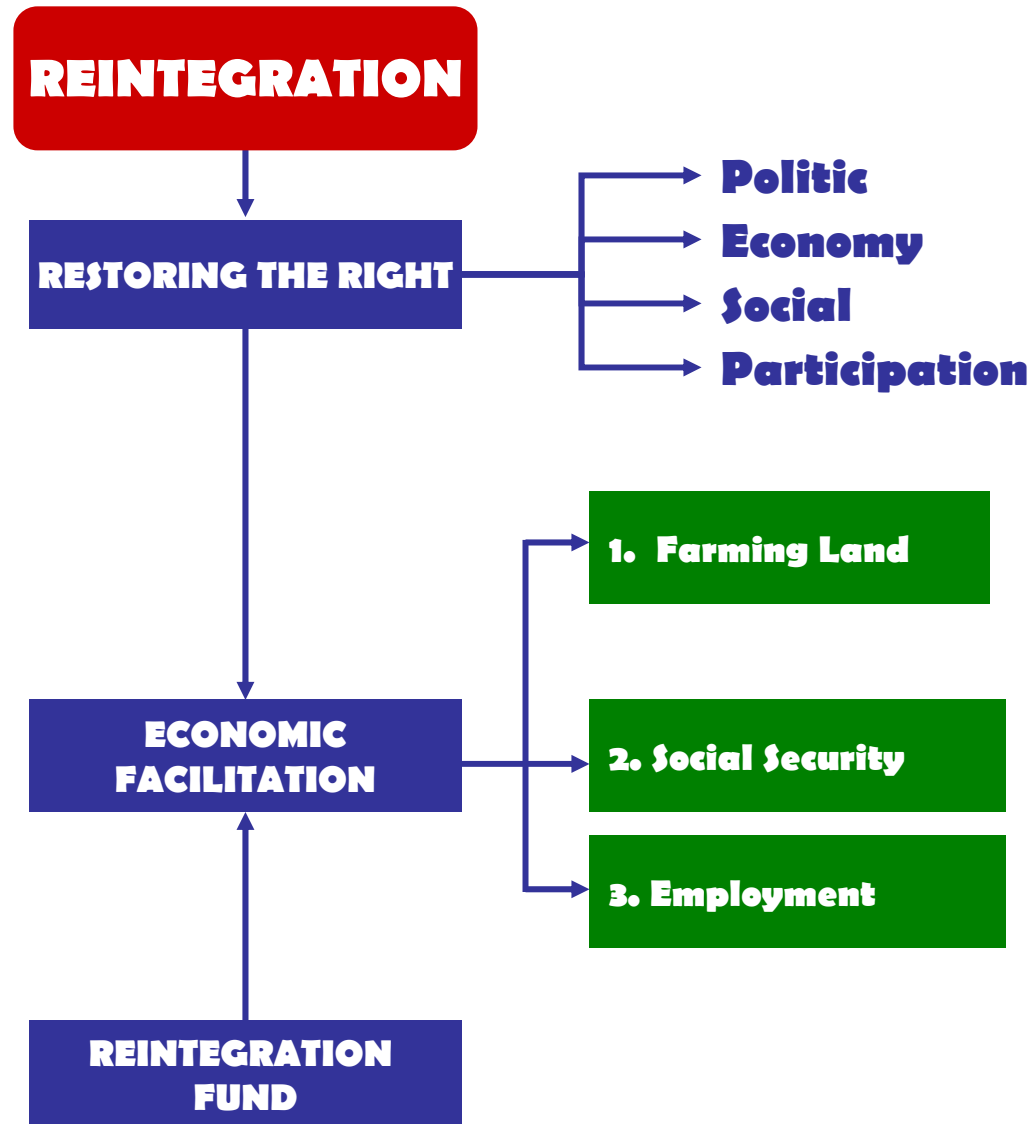 REINTEGRATION
RESTORING THE RIGHT
Politic
Economy
Social
Participation
ECONOMIC
FACILITATION
1. Farming Land
2. Social Security
3. Employment
REINTEGRATION
FUND